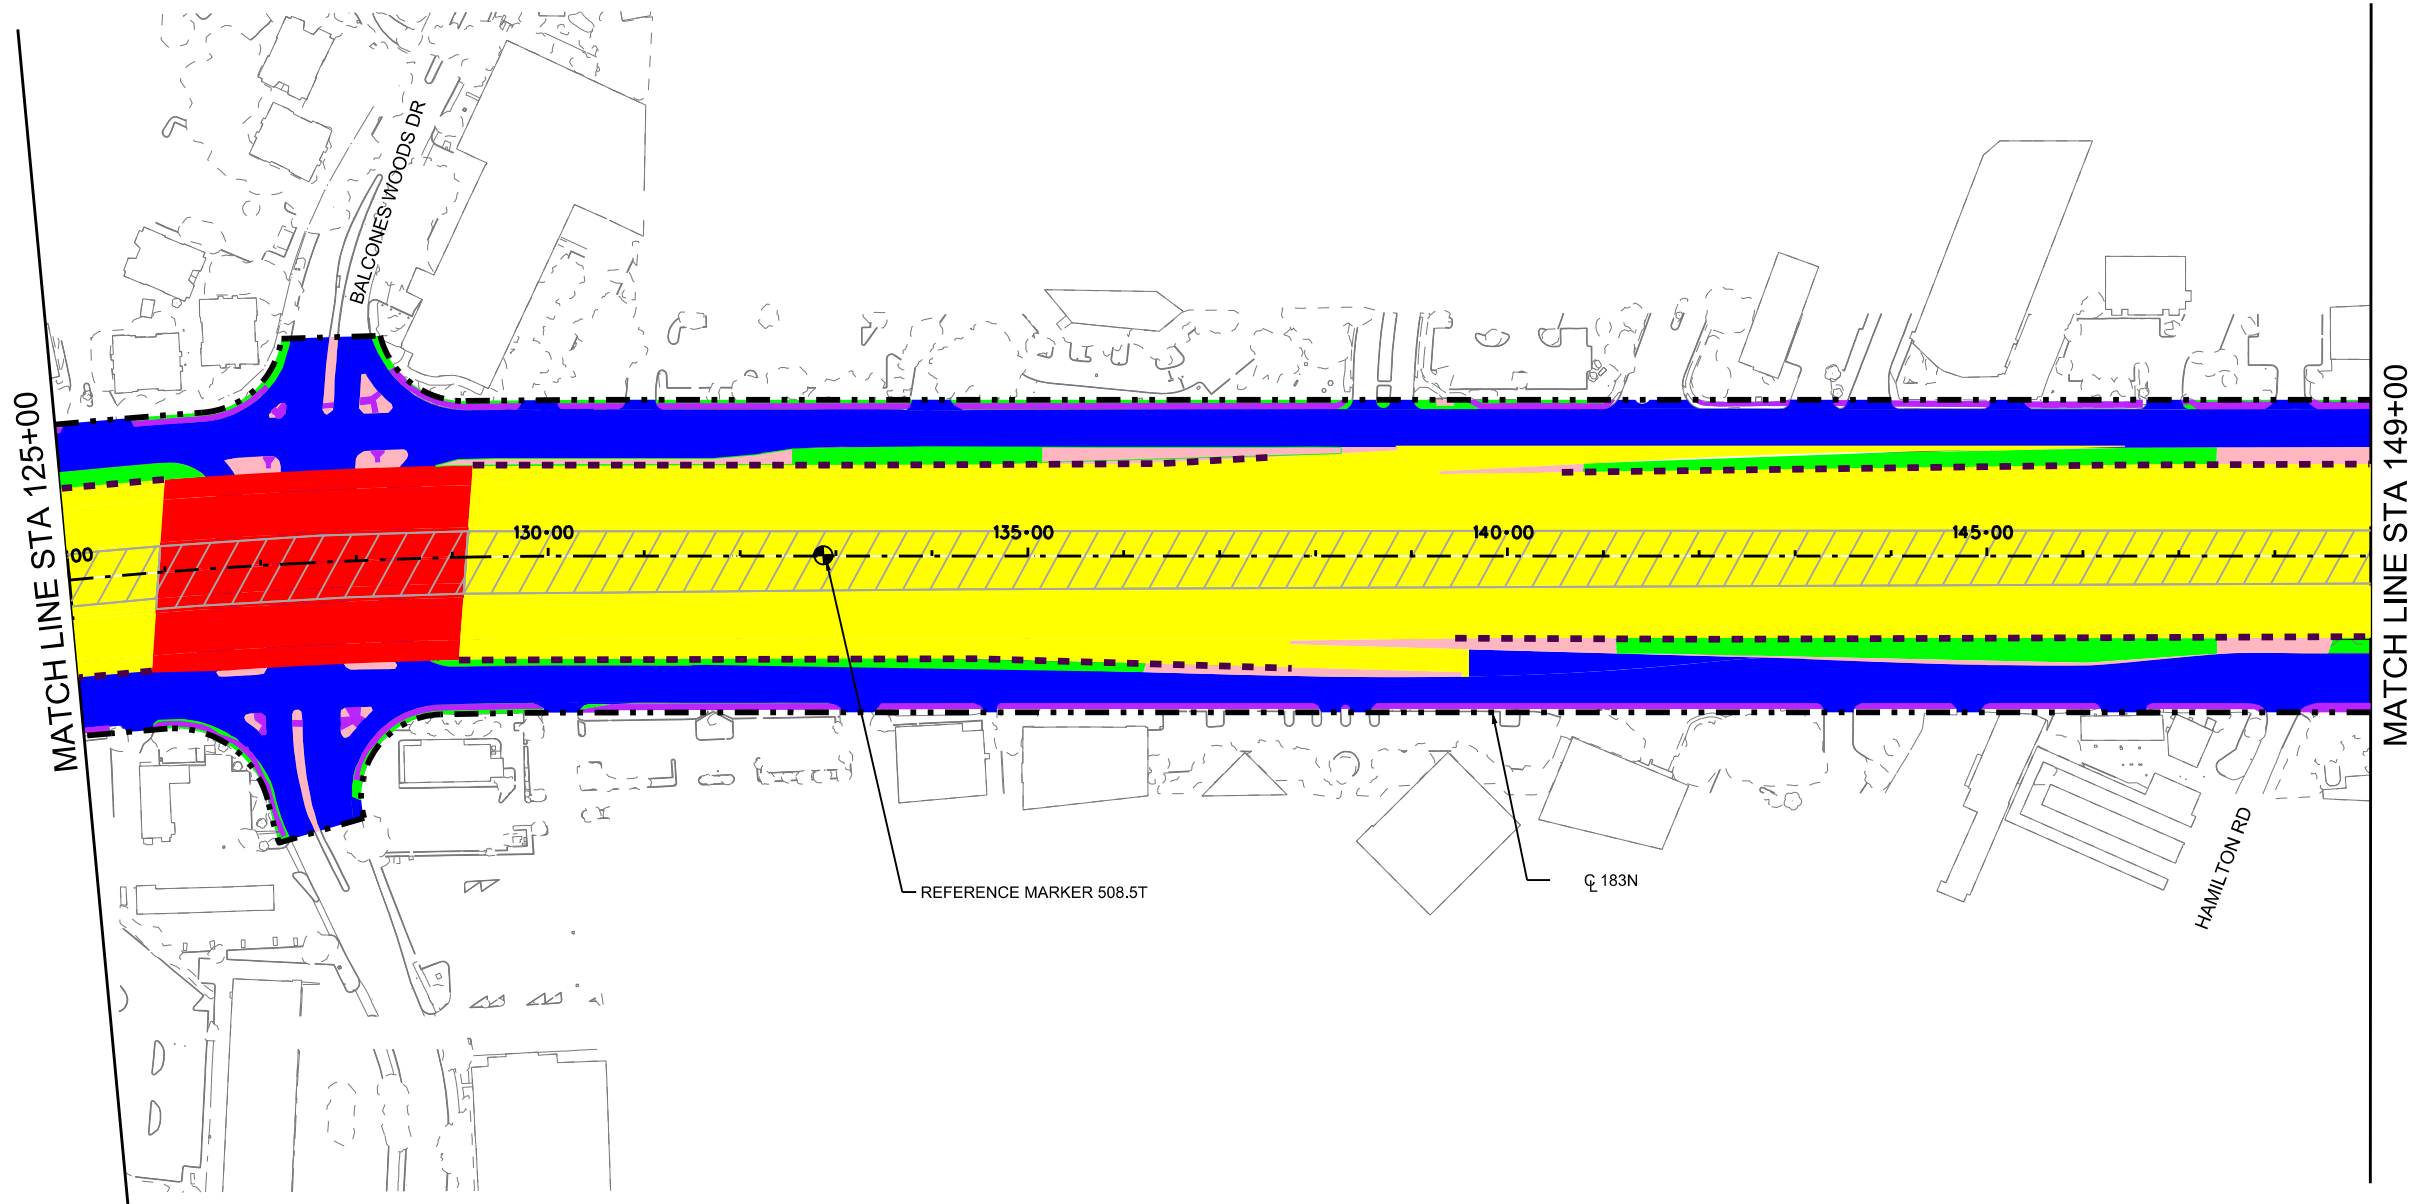 BALCONES WOODS DR
MATCH LINE STA 125+00
MATCH LINE STA 149+00
00
130+00
135+00
140+00
145+00
REFERENCE MARKER 508.5T
℄ 183N
HAMILTON RD